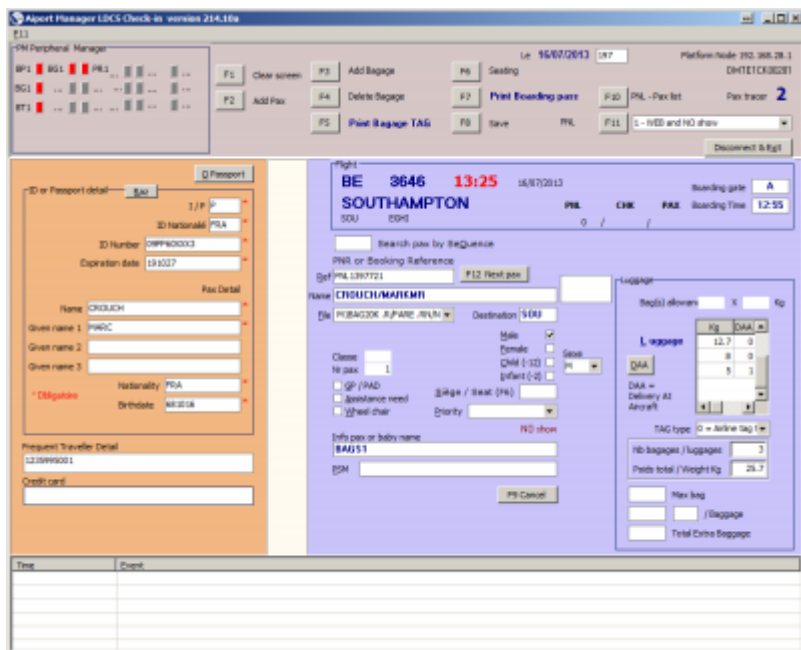 Aiport Manager LDCS Check-in version 214.10a
F11
PM Peripheral Manager
BP1 BG1 PR1
BG1
BT1
F1 Clear screen
F2 Add Pax
F3 Add Bagage
F4 Delete Bagage
F5 Print Bagage TAG
F6 Seating
F7 Print Boarding pass
F8 Save PNL
Le 16/07/2013 197
Platform Node 192.168.28.1
F10 PNL -Pax list
Pax tracer 2
F11 1 - WEB and NO show
Disconnect & Exit
Passport
ID or Passport detail
I / P P *
ID Nationalité FRA *
ID Number *
Expiration date 191027 *
Pax Detail
Name CROUCH *
Given name 1 MARC *
Given name 2
Given name 3
* Obligatoire
Nationality FRA *
Birthdate 681016 *
Frequent Traveller Detail
1235995001
Credit card
Flight
BE 3646 13:25 16/07/2013
Boarding gate A
SOUTHAMPTON PNL CHK PAX Boarding Time 12:55
SOU EGHI 0 / /
Search pax by SeQuence
PNR or Booking Reference
Ref PNL1397721 F12 Next pax
Name CROUCH/MARKMR
File Destination SOU
Male
Female
Child (-12)
Infant (-2)
Sexe
M
Classe
Nr pax 1
GP / PAD
Assistance need
Wheel chair
Siège / Seat (F6)
Priority
NO show
Info pax or baby name
BAGS1
PSM
F9 Cancel
Luggage
Bag(s) allowan X Kg
Luggage
Kg DAA
12.7 0
8 0
5 1
DAA
DAA = Delivery At Aircraft
TAG type 0 = Airline tag
Nb bagages / luggages 3
Poids total / Weight Kg 25.7
Max bag
/ Baggage
Total Extra Baggage
Time Event